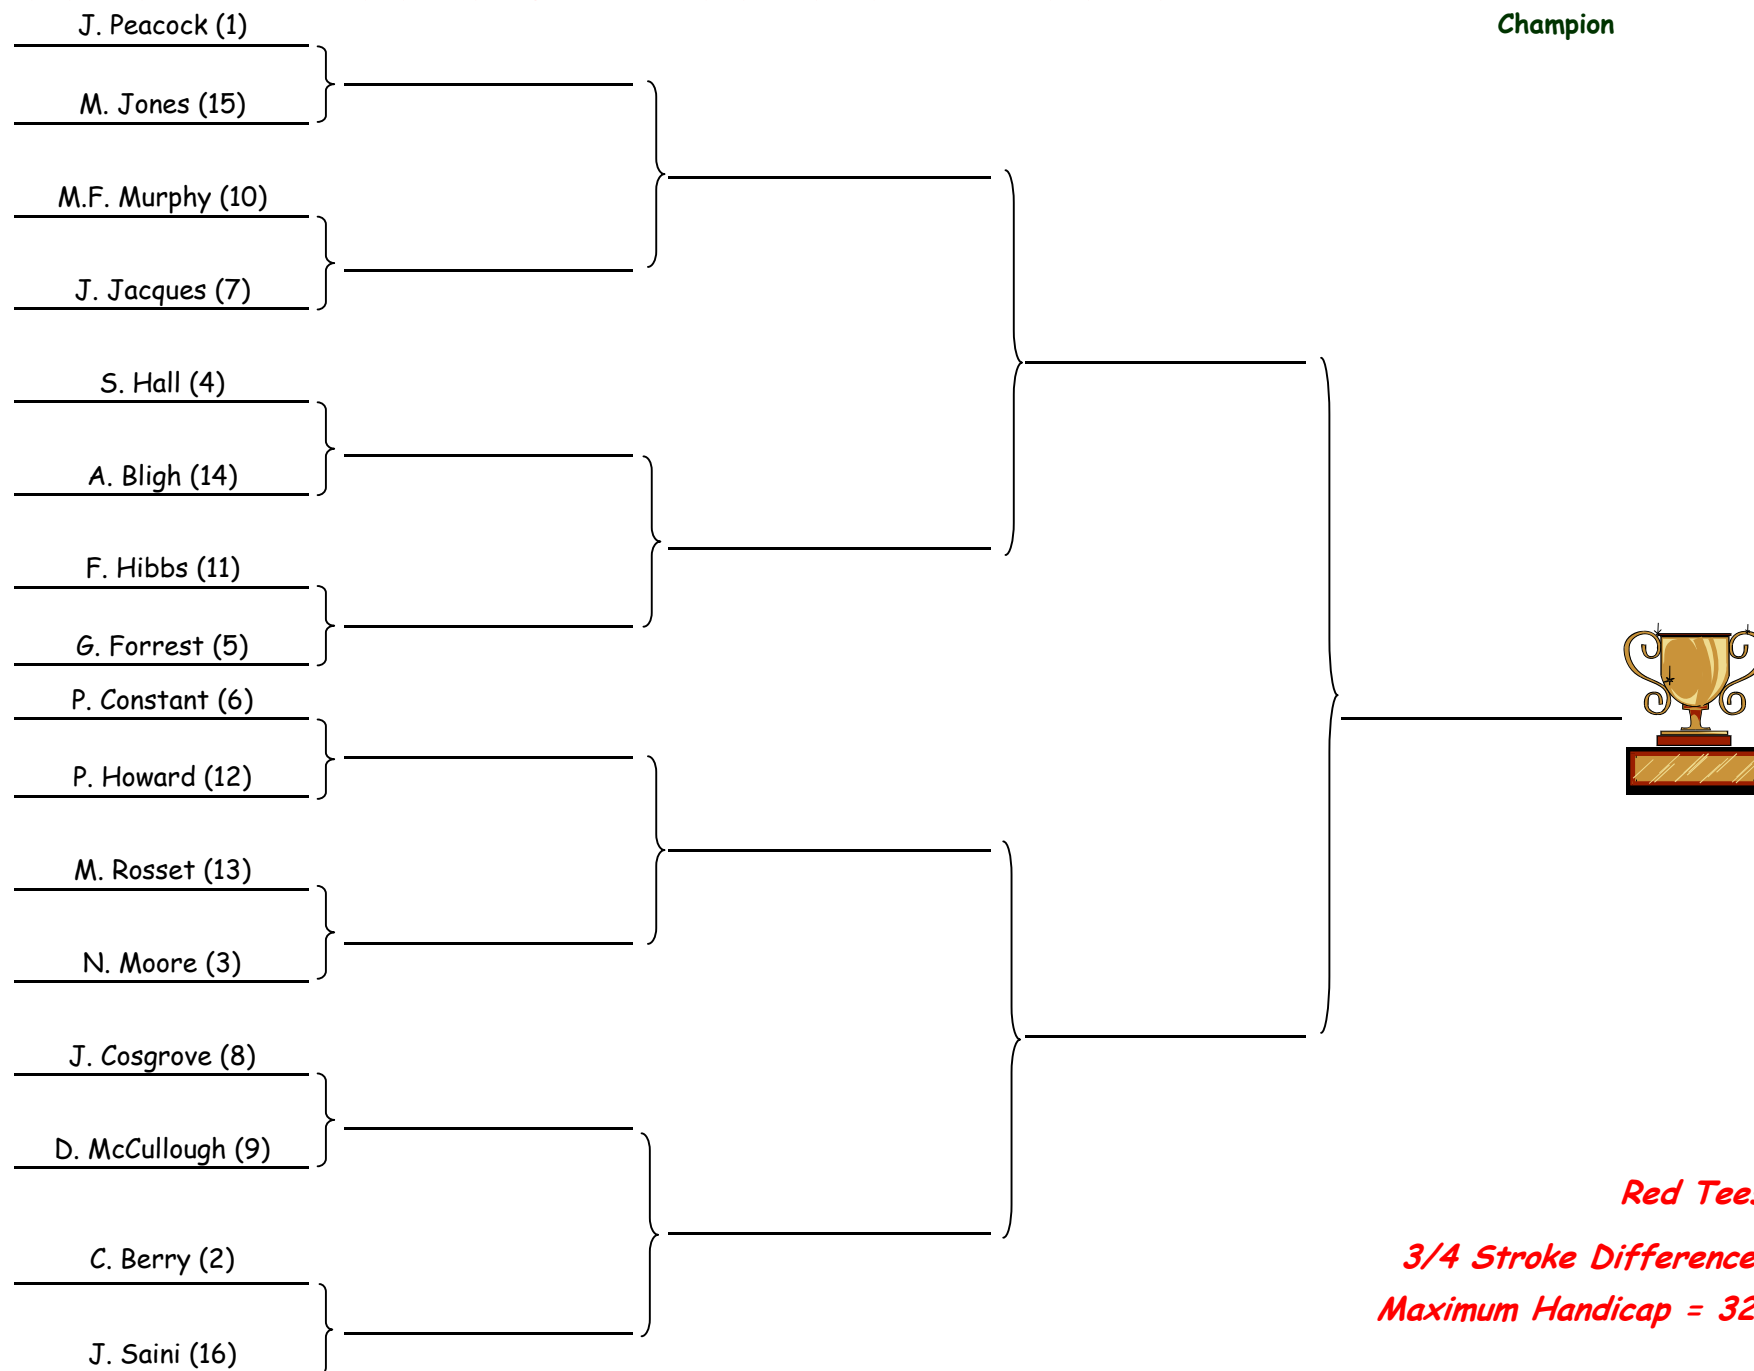 J. Peacock (1)
Champion
M. Jones (15)
M.F. Murphy (10)
J. Jacques (7)
S. Hall (4)
A. Bligh (14)
F. Hibbs (11)
G. Forrest (5)
P. Constant (6)
P. Howard (12)
M. Rosset (13)
N. Moore (3)
J. Cosgrove (8)
D. McCullough (9)
C. Berry (2)
J. Saini (16)
Red Tees
3/4 Stroke Difference
Maximum Handicap = 32